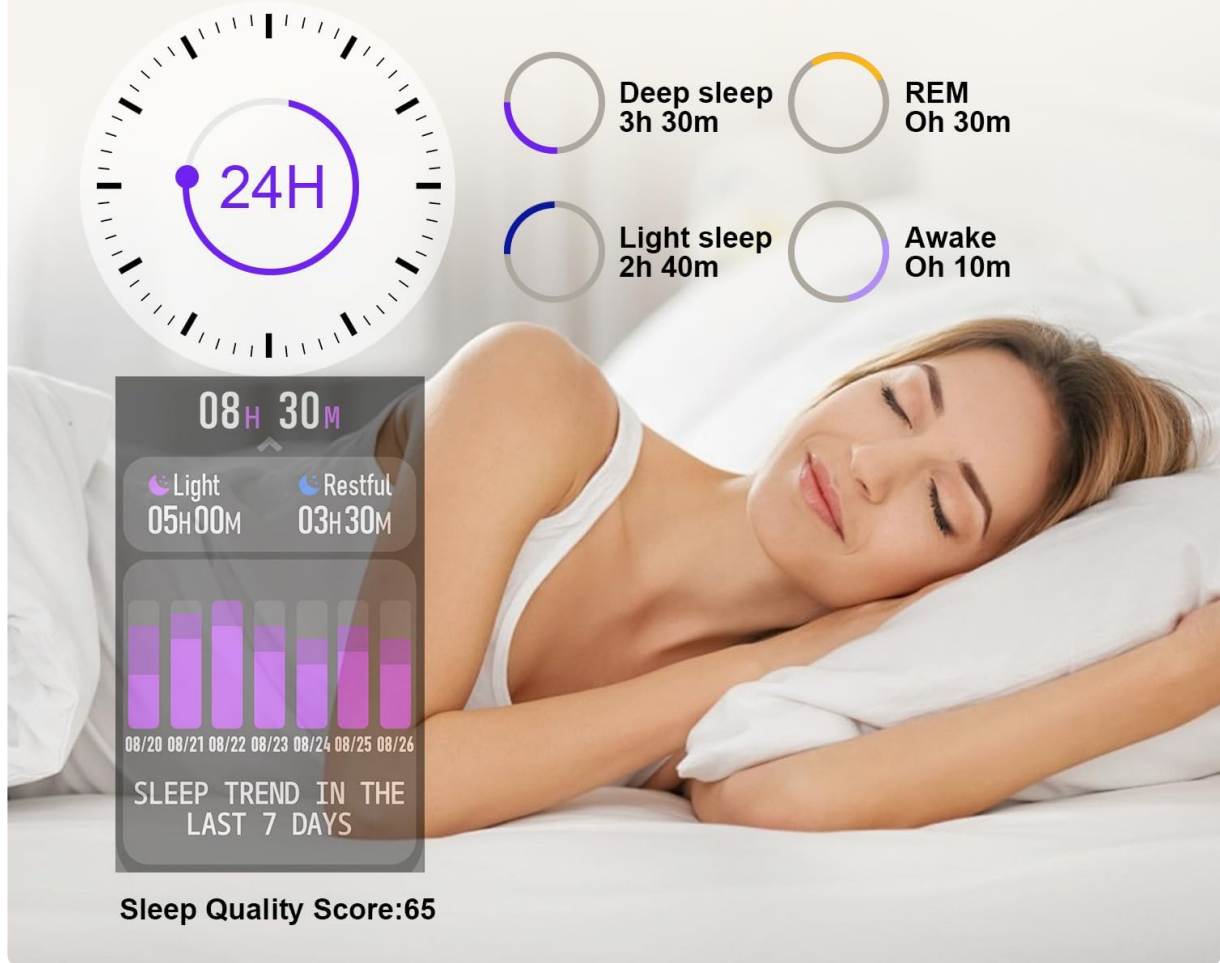 24H
Deep sleep
3h 30m
REM
Oh 30m
Light sleep
2h 40m
Awake
Oh 10m
08H 30M
Light
05H00M
Restful
03H30M
08/20 08/21 08/22 08/23 08/24 08/25 08/26
SLEEP TREND IN THE
LAST 7 DAYS
Sleep Quality Score:65